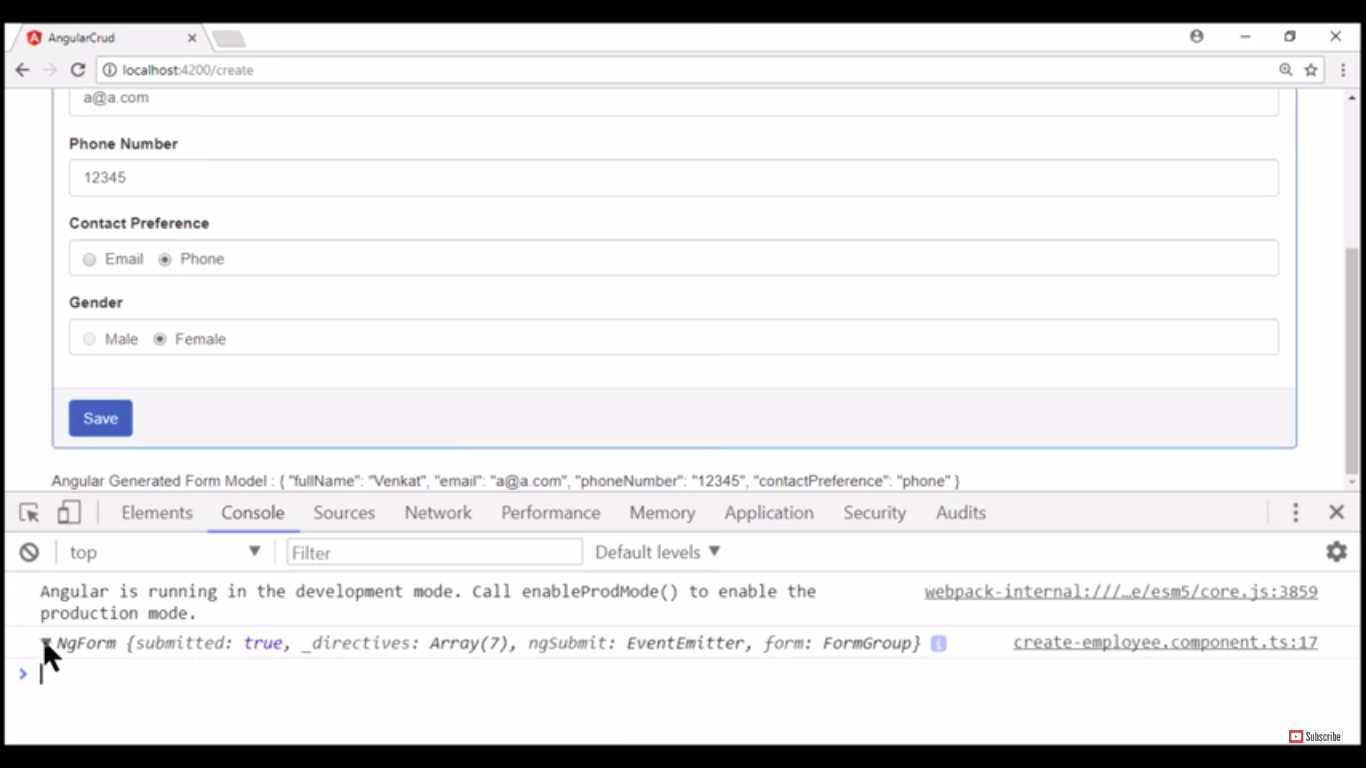 AngularCrud
localhost:4200/create
a@a.com
Phone Number
12345
Contact Preference
Email Phone
Gender
Male Female
Save
Angular Generated Form Model : { "fullName": "Venkat", "email": "a@a.com", "phoneNumber": "12345", "contactPreference": "phone" }
Elements Console Sources Network Performance Memory Application Security Audits
top Filter Default levels
Angular is running in the development mode. Call enableProdMode() to enable the webpack-internal:///…e/esm5/core.js:3859
production mode.
NgForm {submitted: true, _directives: Array(7), ngSubmit: EventEmitter, form: FormGroup} create-employee.component.ts:17
Subscribe